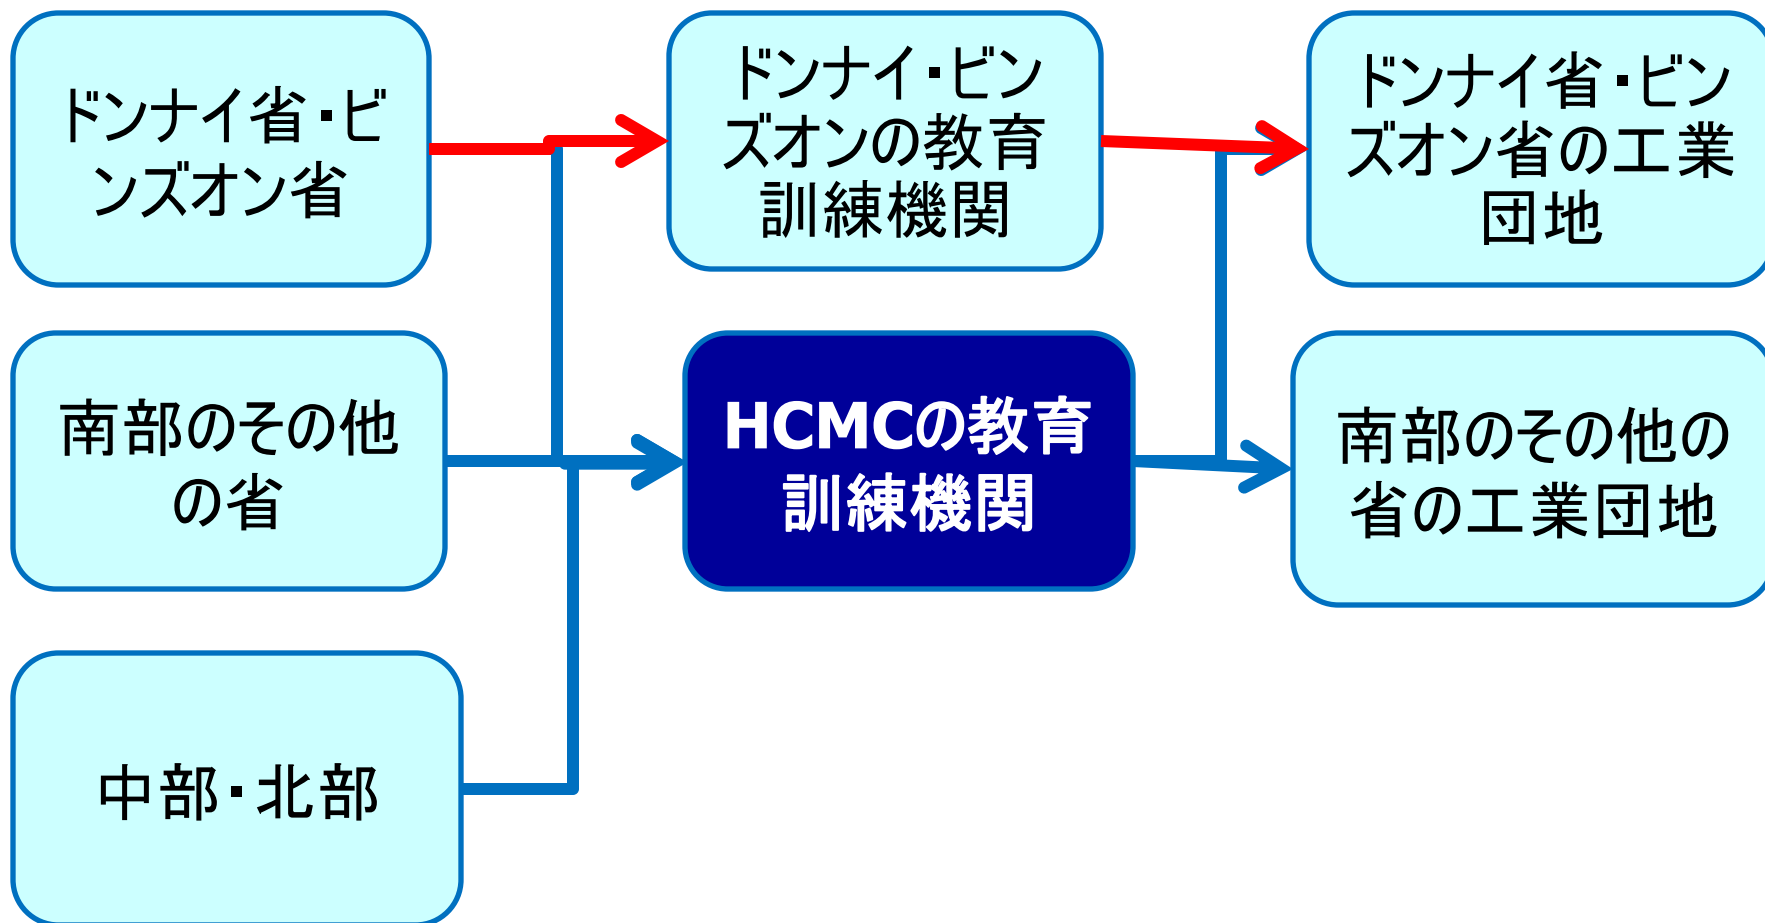 ドンナイ省・ビ
ンズオン省
ドンナイ・ビン
ズオンの教育
訓練機関
ドンナイ省・ビン
ズオン省の工業
団地
南部のその他
の省
HCMCの教育
訓練機関
南部のその他の
省の工業団地
中部・北部